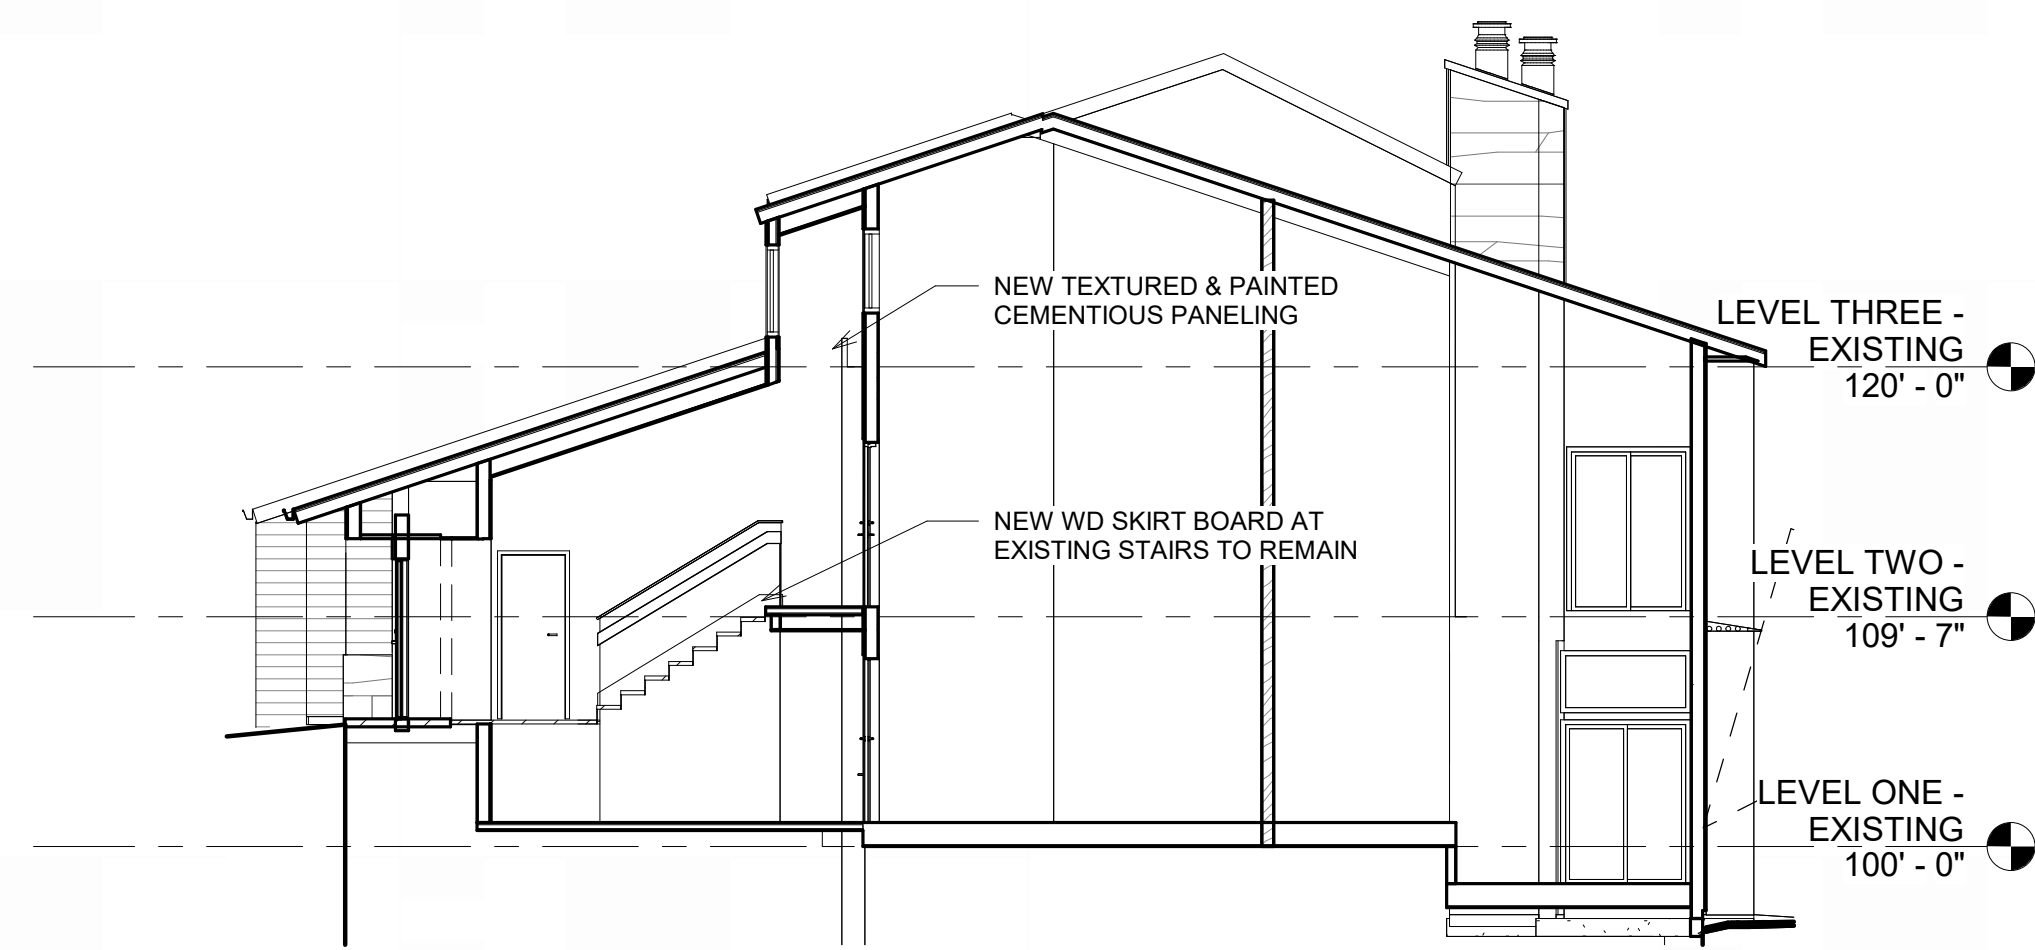 NEW TEXTURED & PAINTED
CEMENTIOUS PANELING
LEVEL THREE -
EXISTING
120' - 0"
NEW WD SKIRT BOARD AT
EXISTING STAIRS TO REMAIN
LEVEL TWO -
EXISTING
109' - 7"
LEVEL ONE -
EXISTING
100' - 0"